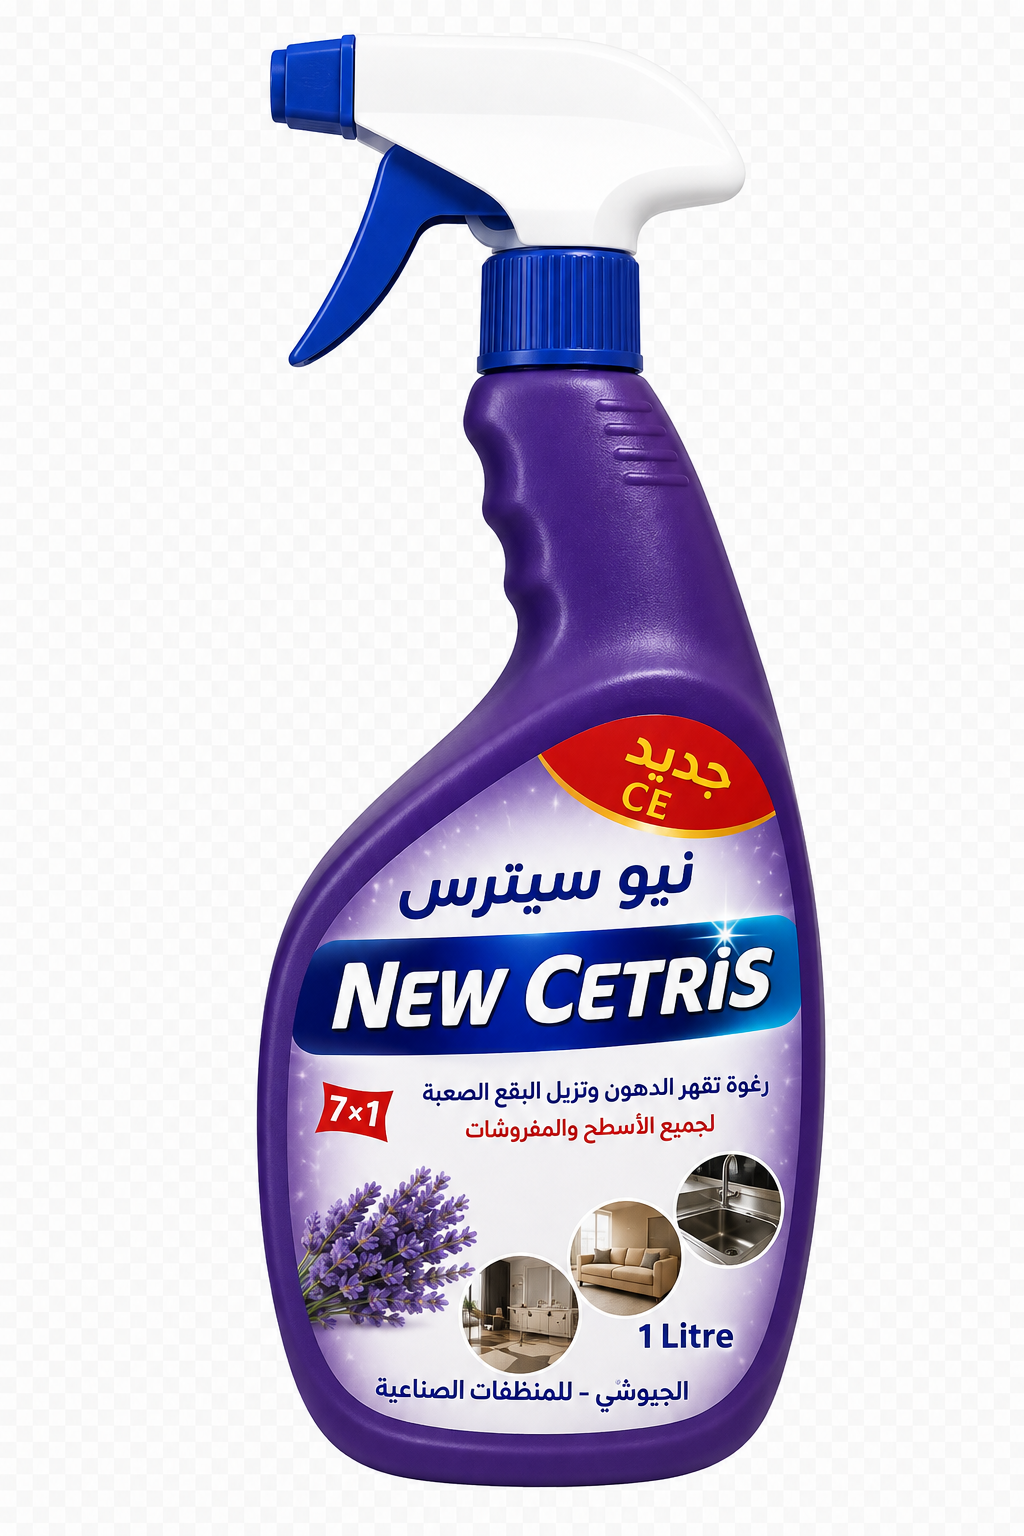 جديد
CE
نيو سيترس
NEW CETRiS
رغوة تقهر الدهون وتزيل البقع الصعبة
7×1
لجميع الأسطح والمفروشات
1 Litre
الجيوشي - للمنظفات الصناعية